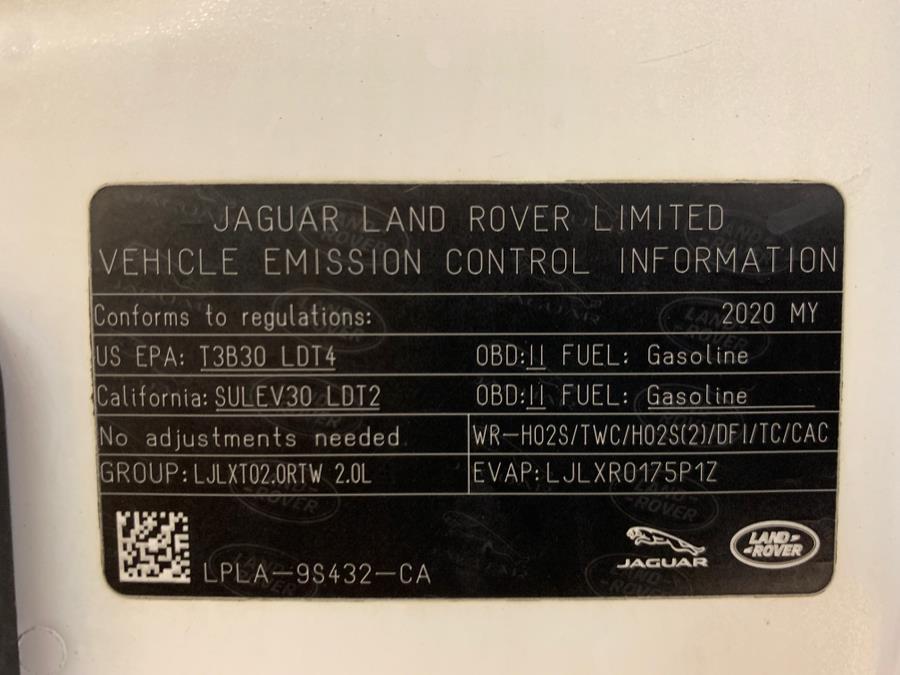 JAGUAR LAND ROVER LIMITED
VEHICLE EMISSION CONTROL INFORMATION
Conforms to regulations: 2020 MY
US EPA: T3B30 LDT4 OBD:II FUEL: Gasoline
California: SULEV30 LDT2 OBD:II FUEL: Gasoline
No adjustments needed WR-HO2S/TWC/HO2S(2)/DFI/TC/CAC
GROUP: LJLXT02.0RTW 2.0L EVAP: LJLXR0175P1Z
LPLA-9S432-CA
JAGUAR
LAND-
-ROVER